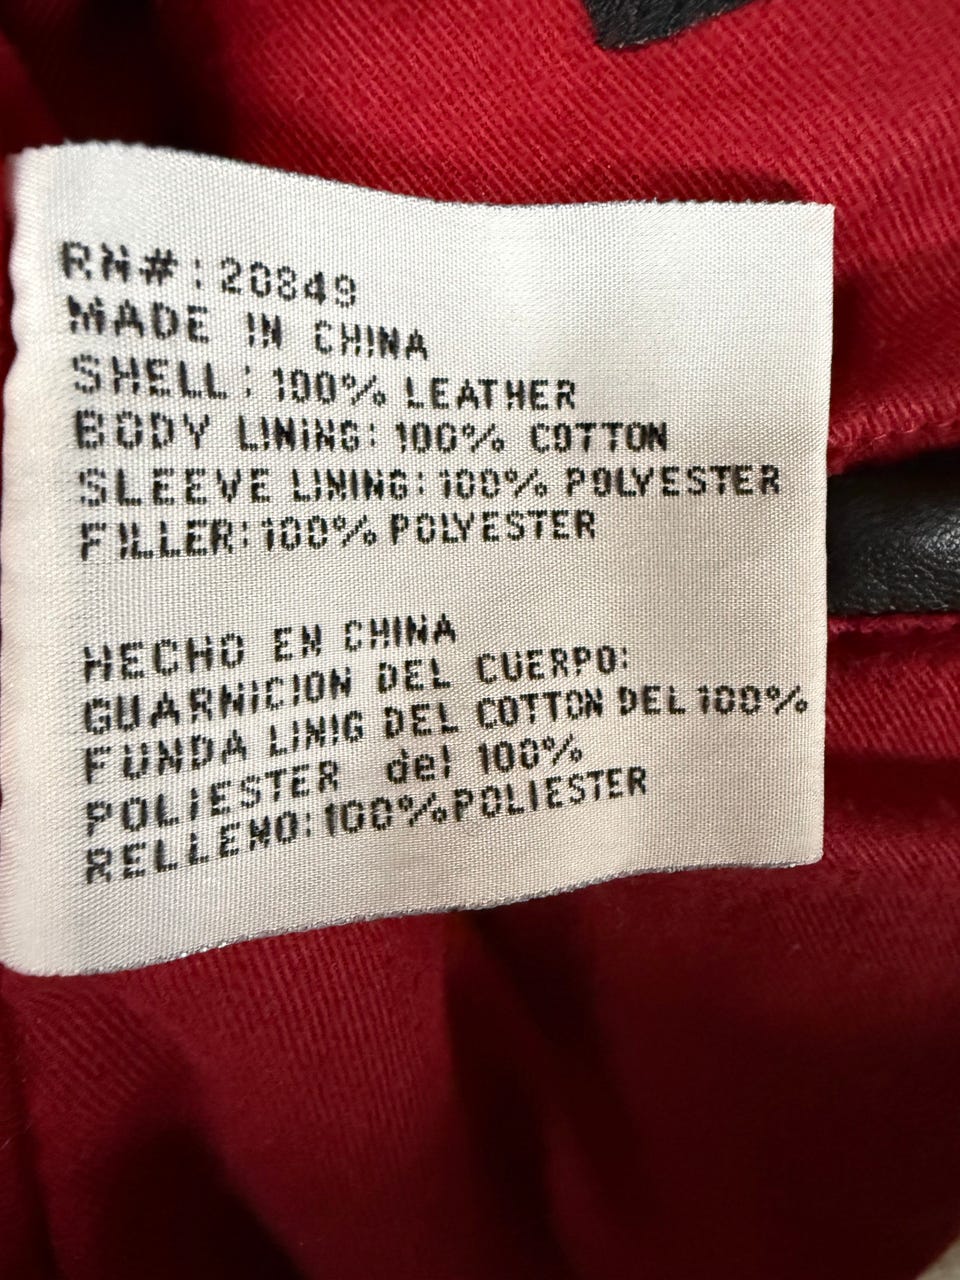 RN#:20849
MADE IN CHINA
SHELL: 100% LEATHER
BODY LINING: 100% COTTON
SLEEVE LINING: 100% POLYESTER
FILLER: 100% POLYESTER
HECHO EN CHINA
GUARNICION DEL CUERPO:
FUNDA LINIG DEL COTTON DEL 100%
POLIESTER del 100%
RELLENO: 100% POLIESTER